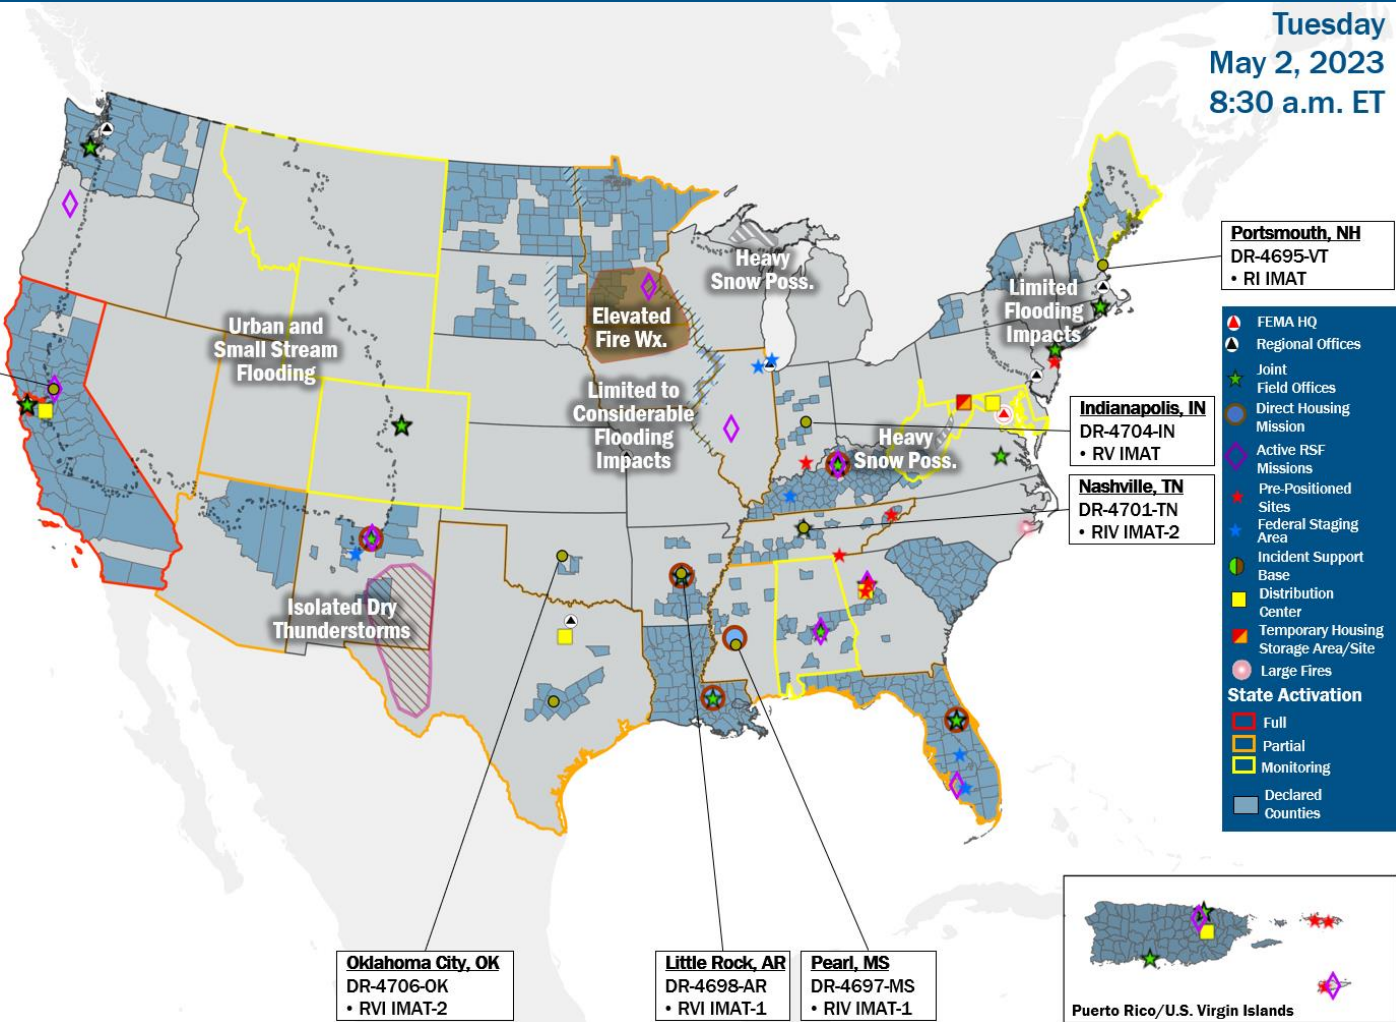 Tuesday
May 2, 2023
8:30 a.m. ET
Portsmouth, NH
DR-4695-VT
• RI IMAT
Heavy
Snow Poss.
Limited
Flooding
Impacts
Elevated
Fire Wx.
Urban and
Small Stream
Flooding
Limited to
Considerable
Flooding
Impacts
Heavy
Snow Poss.
Indianapolis, IN
DR-4704-IN
• RV IMAT
Nashville, TN
DR-4701-TN
• RIV IMAT-2
Isolated Dry
Thunderstorms
FEMA HQ
Regional Offices
Joint
Field Offices
Direct Housing
Mission
Active RSF
Missions
Pre-Positioned
Sites
Federal Staging
Area
Incident Support
Base
Distribution
Center
Temporary Housing
Storage Area/Site
Large Fires
State Activation
Full
Partial
Monitoring
Declared
Counties
Oklahoma City, OK
DR-4706-OK
• RVI IMAT-2
Little Rock, AR
DR-4698-AR
• RVI IMAT-1
Pearl, MS
DR-4697-MS
• RIV IMAT-1
Puerto Rico/U.S. Virgin Islands